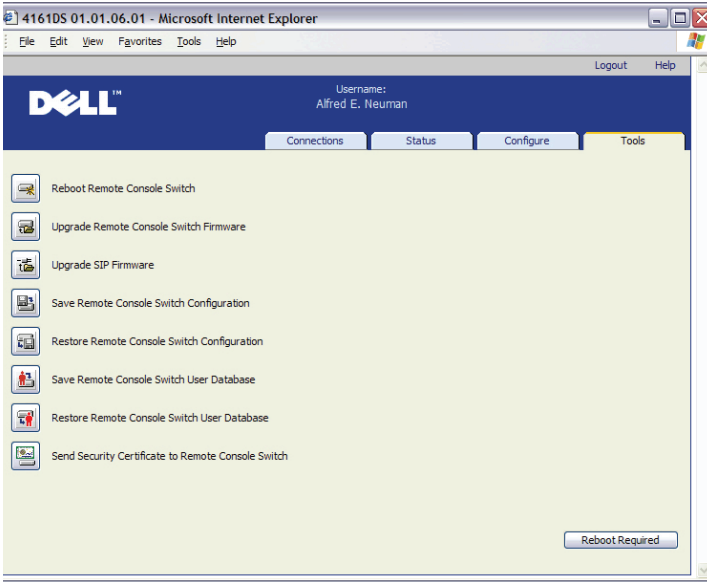 4161DS 01.01.06.01 - Microsoft Internet Explorer
File Edit View Favorites Tools Help
Logout Help
DELL™
Username:
Alfred E. Neuman
Connections Status Configure Tools
Reboot Remote Console Switch
Upgrade Remote Console Switch Firmware
Upgrade SIP Firmware
Save Remote Console Switch Configuration
Restore Remote Console Switch Configuration
Save Remote Console Switch User Database
Restore Remote Console Switch User Database
Send Security Certificate to Remote Console Switch
Reboot Required